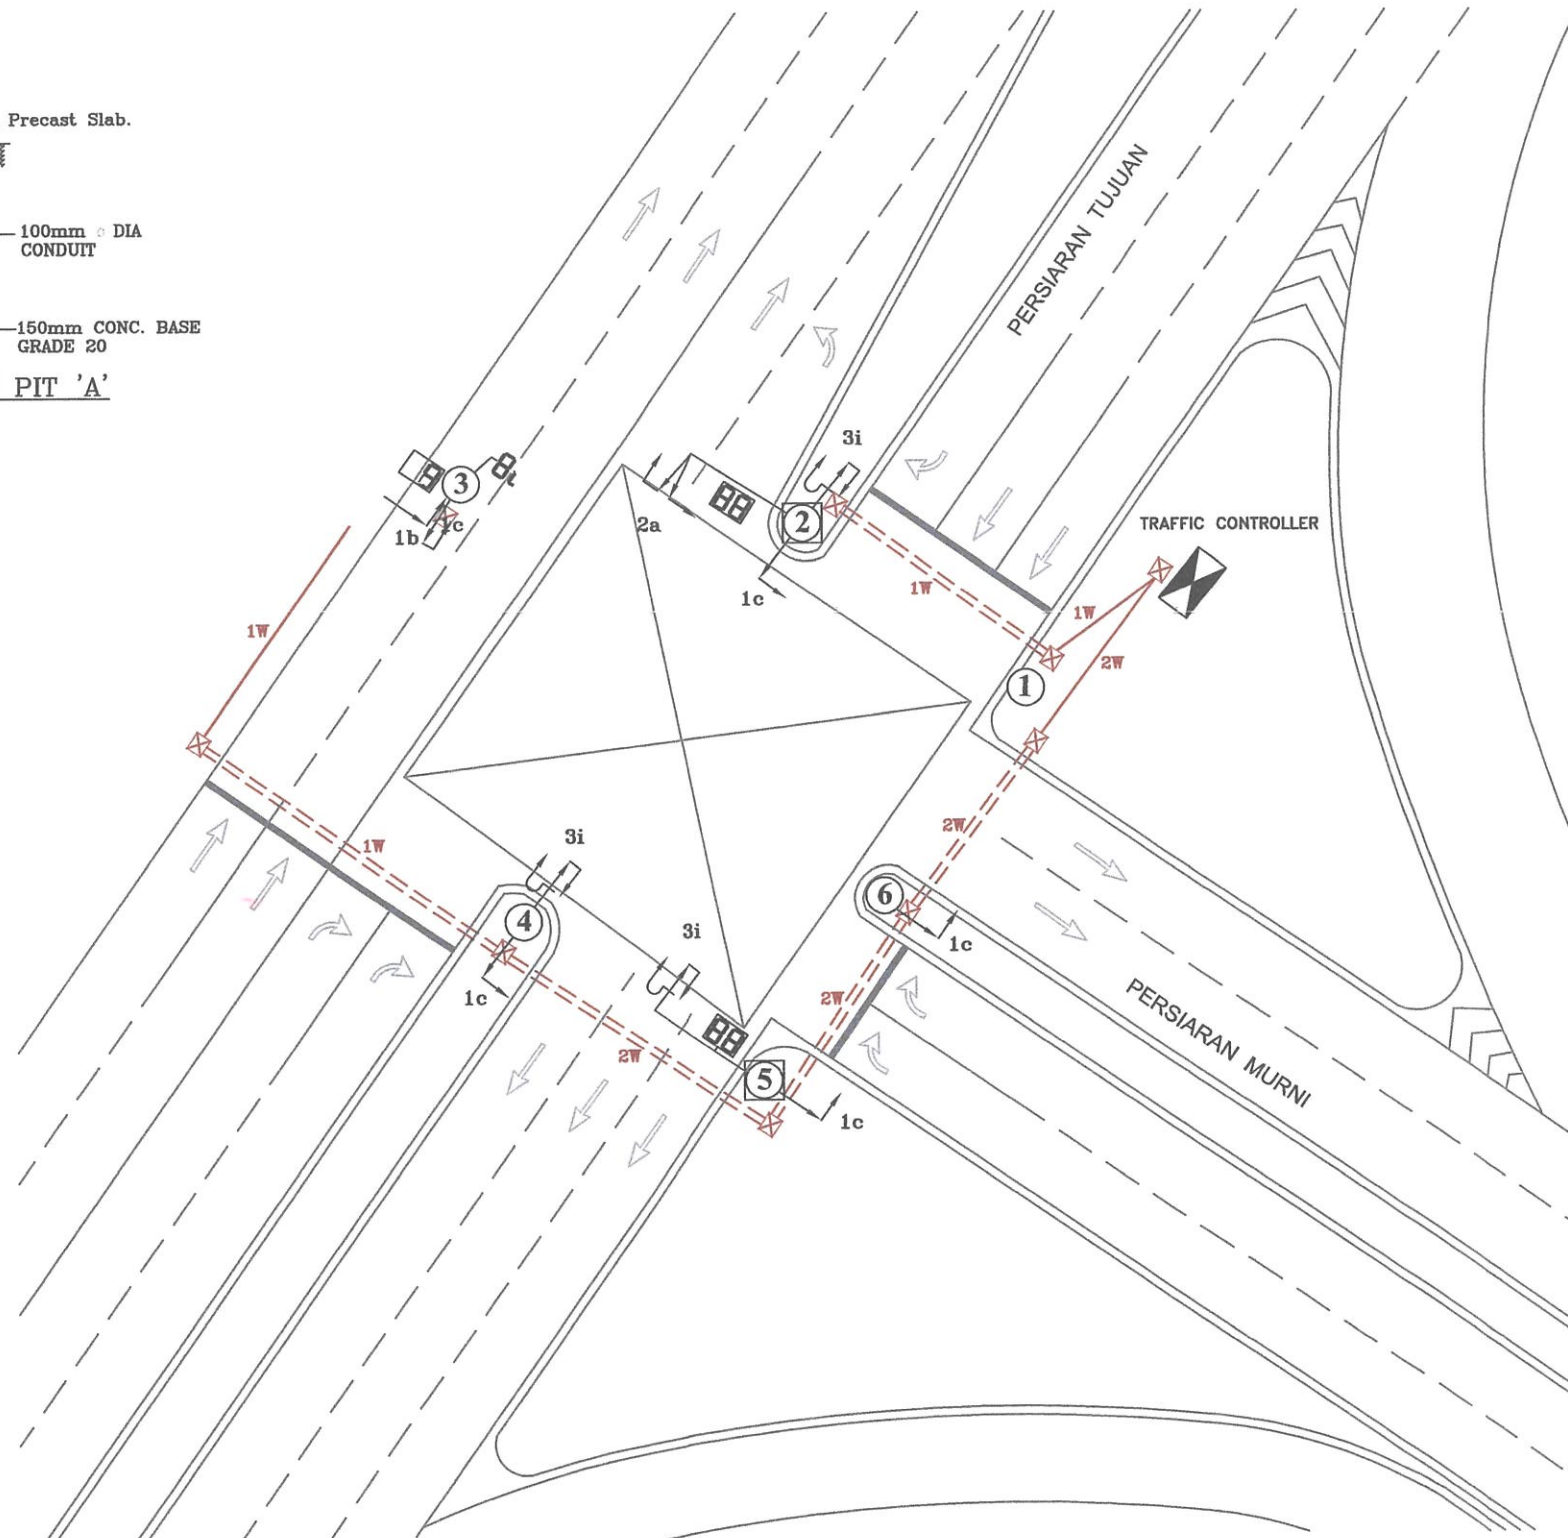 Precast Slab.
100mm DIA
CONDUIT
150mm CONC. BASE
GRADE 20
PIT 'A'
PERSIARAN TUJUAN
3i
3
1c
1b
2a
88
2
1c
TRAFFIC CONTROLLER
1W
1W
2W
1
1W
1W
3i
2W
4
6
1c
3i
1c
2W
88
2W
5
1c
PERSIARAN MURNI